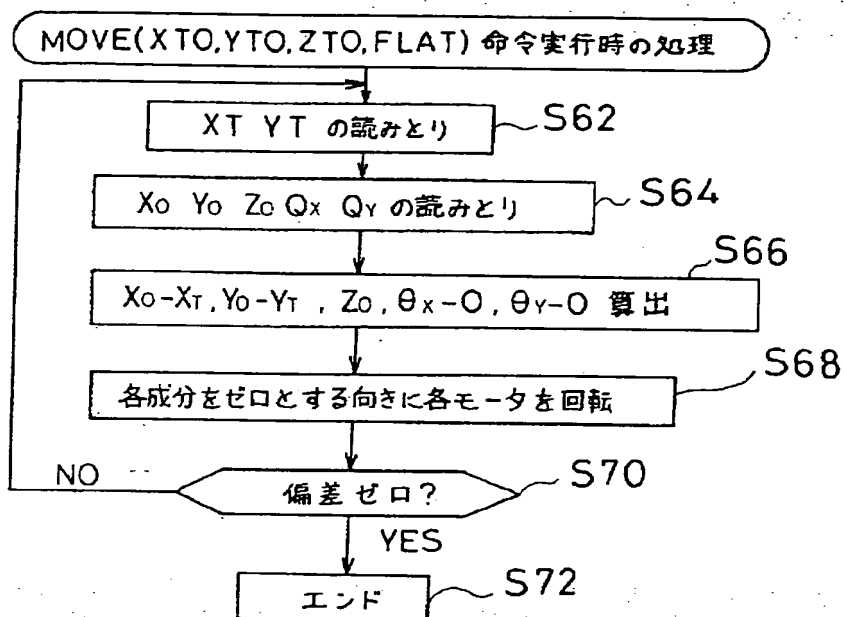 MOVE(XTO,YTO,ZTO,FLAT)命令実行時の処理
XT YT の読みとり
S62
XO YO ZO QX QY の読みとり
S64
S66
XO-XT,YO-YT,ZO,θX-O,θY-O 算出
S68
各成分をゼロとする向きに各モータを回転
NO
偏差ゼロ?
S70
YES
エンド
S72